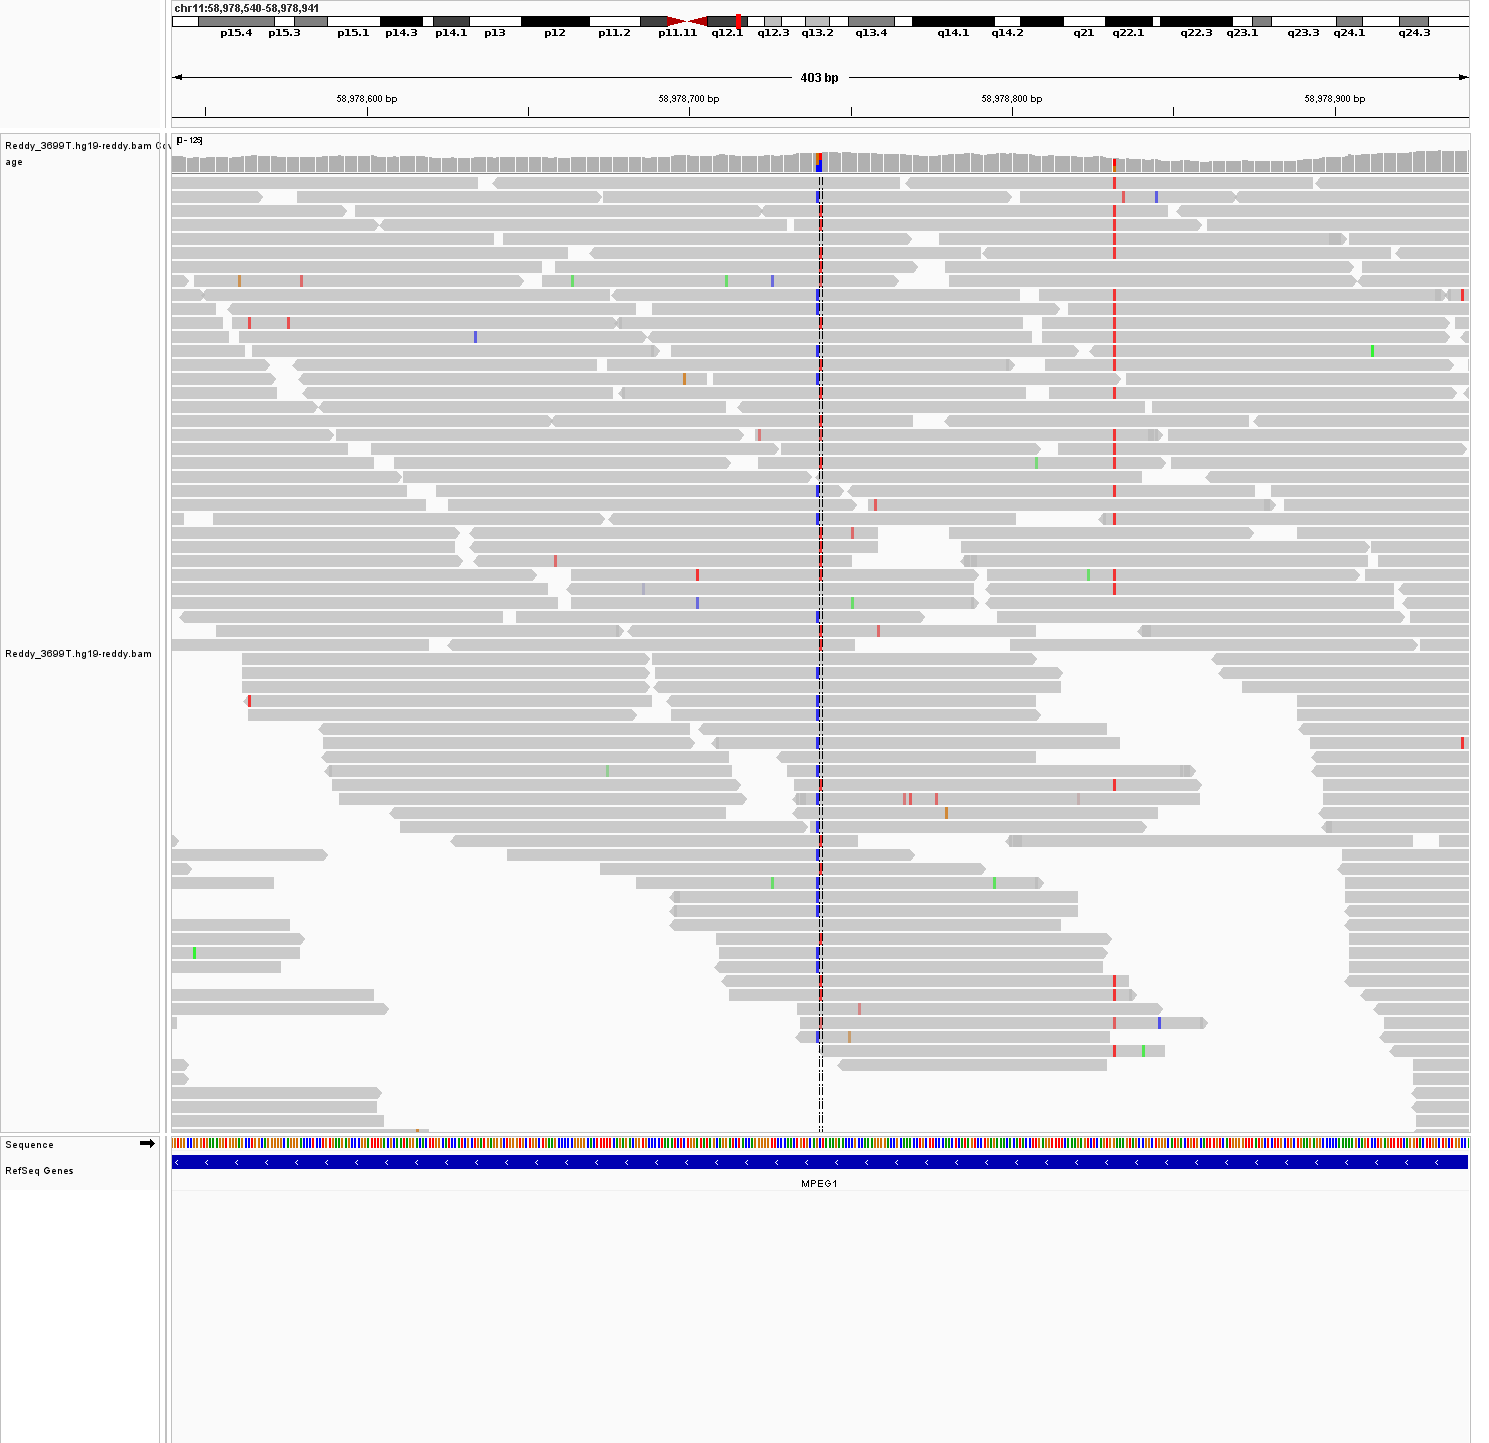 chr11:58,978,540-58,978,941
p15.4 p15.3 p15.1 p14.3 p14.1 p13 p12 p11.2 p11.11 q12.1 q12.3 q13.2 q13.4 q14.1 q14.2 q21 q22.1 q22.3 q23.1 q23.3 q24.1 q24.3
403 bp
58,978,600 bp 58,978,700 bp 58,978,800 bp 58,978,900 bp
[0 - 125]
Reddy_3699T.hg19-reddy.bam Cov
age
Reddy_3699T.hg19-reddy.bam
Sequence
RefSeq Genes
MPEG1